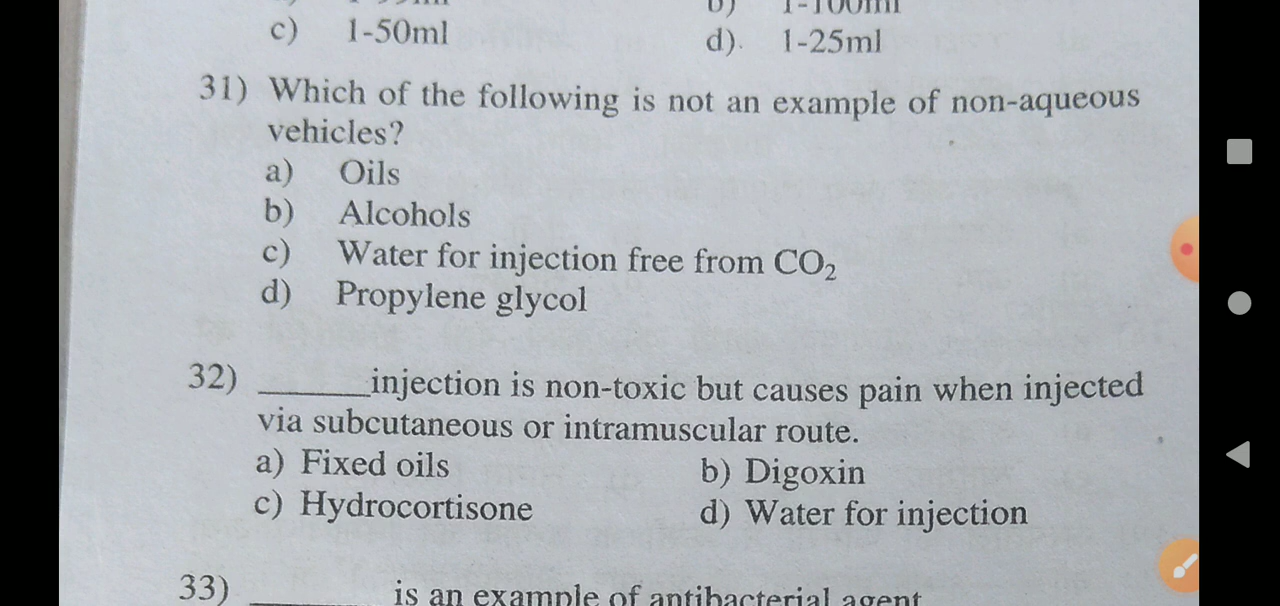 c) 1-50ml d). 1-25ml
31) Which of the following is not an example of non-aqueous
vehicles?
a) Oils
b) Alcohols
c) Water for injection free from CO₂
d) Propylene glycol
32) ______injection is non-toxic but causes pain when injected
via subcutaneous or intramuscular route.
a) Fixed oils b) Digoxin
c) Hydrocortisone d) Water for injection
33) ______ is an example of antibacterial agent